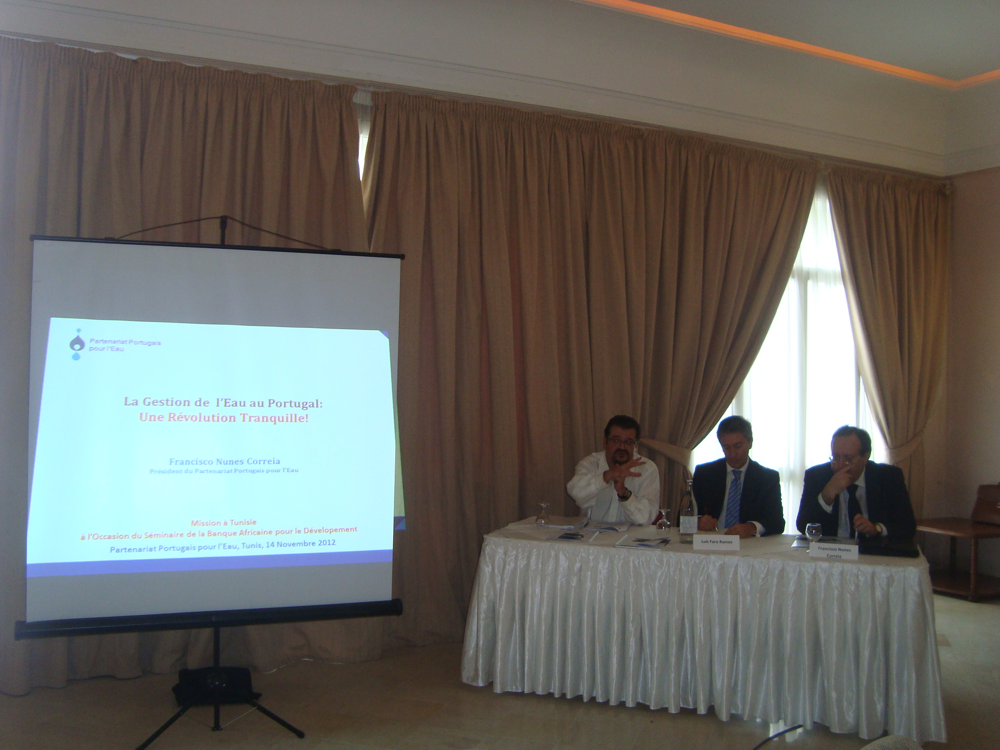 Partenariat Portugais
pour l'Eau
La Gestion de l'Eau au Portugal:
Une Révolution Tranquille!
Francisco Nunes Correia
Président du Partenariat Portugais pour l'Eau
Mission à Tunisie
à l'Occasion du Séminaire de la Banque Africaine pour le Dévelopement
Partenariat Portugais pour l'Eau, Tunis, 14 Novembre 2012
Luis Faro Ramos
Francisco Nunes
Correia